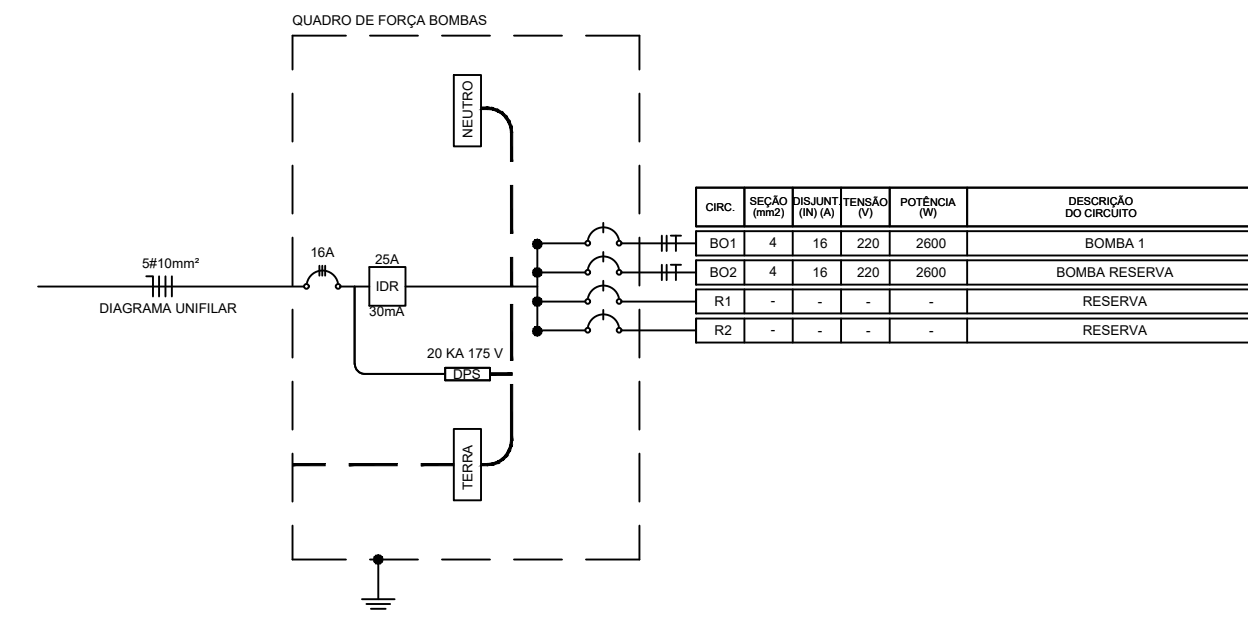 QUADRO DE FORÇA BOMBAS
NEUTRO
5#10mm²
DIAGRAMA UNIFILAR
16A
25A
IDR
30mA
20 KA 175 V
DPS
TERRA
CIRC. SEÇÃO (mm2) DISJUNT. (IN) (A) TENSÃO (V) POTÊNCIA (W) DESCRIÇÃO DO CIRCUITO
BO1 4 16 220 2600 BOMBA 1
BO2 4 16 220 2600 BOMBA RESERVA
R1 - - - - RESERVA
R2 - - - - RESERVA